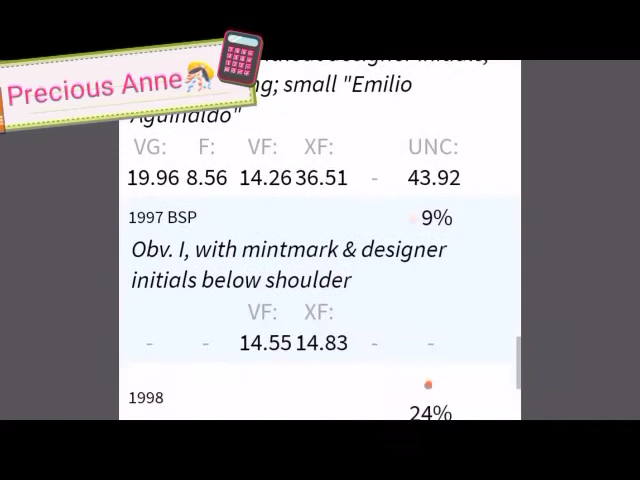 Precious Anne
ng; small "Emilio
Aguinaldo"
VG: F: VF: XF: UNC:
19.96 8.56 14.26 36.51 - 43.92
1997 BSP 9%
Obv. I, with mintmark & designer
initials below shoulder
VF: XF:
- - 14.55 14.83 - -
1998
24%